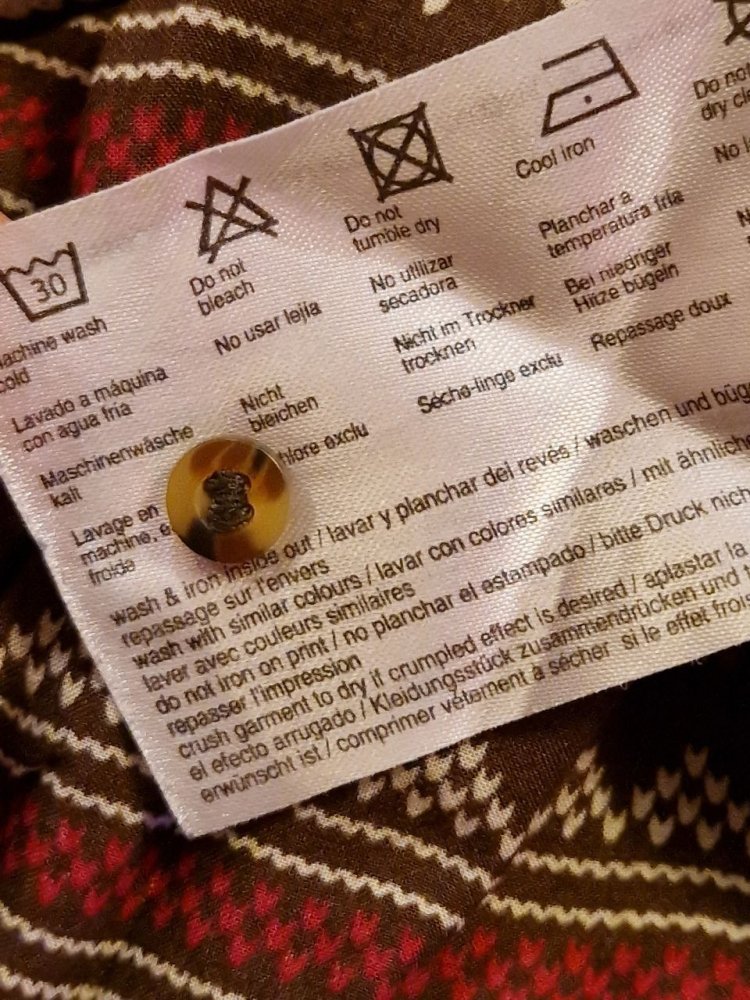 30
Machine wash
cold
Lavado a máquina
con agua fría
Maschinenwäsche
kalt
Lavage en
machine,
froide
Do not
bleach
No usar lejía
Nicht
bleichen
exclu
Do not
tumble dry
No utilizar
secadora
Nicht im Trockner
trocknen
Sèche-linge exclu
Cool iron
Planchar a
temperatura fría
Bei niedriger
Hitze bügeln
Repassage doux
Do not
dry
No
wash & iron inside out / lavar y planchar del revés / waschen und
repassage sur l'envers
wash with similar colours / lavar con colores similares / mit
laver avec couleurs similaires
do not iron on print / no planchar el estampado / bitte Druck
repasser l'impression
crush garment to dry if crumpled effect is desired / aplastar la
el efecto arrugado / Kleidungsstück zusammendrücken und
erwünscht ist / comprimer vêtement à sécher si le effet